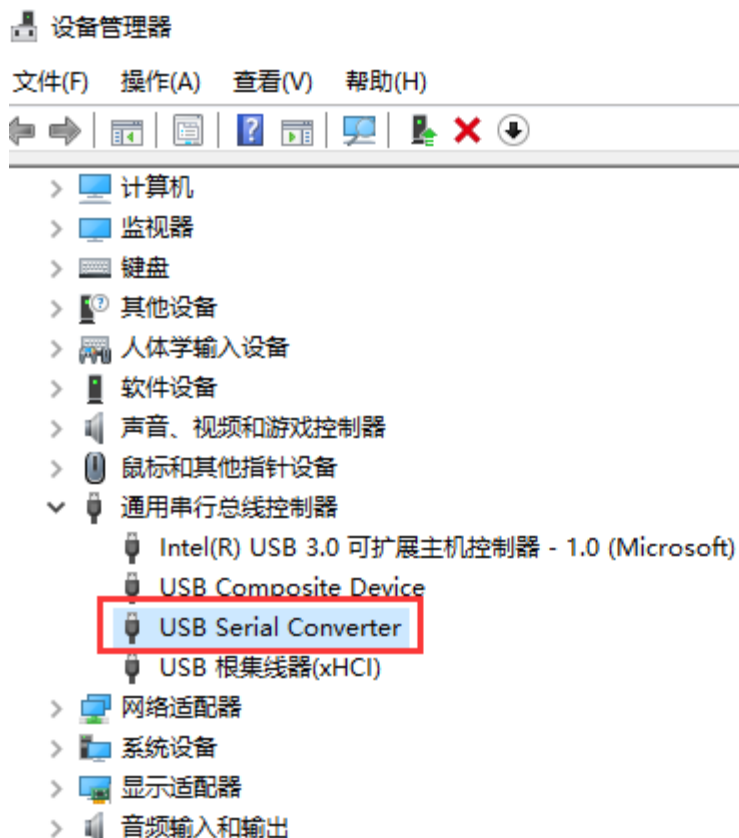 设备管理器
文件(F) 操作(A) 查看(V) 帮助(H)
计算机
监视器
键盘
其他设备
人体学输入设备
软件设备
声音、视频和游戏控制器
鼠标和其他指针设备
通用串行总线控制器
Intel(R) USB 3.0 可扩展主机控制器 - 1.0 (Microsoft)
USB Composite Device
USB Serial Converter
USB 根集线器(xHCI)
网络适配器
系统设备
显示适配器
音频输入和输出